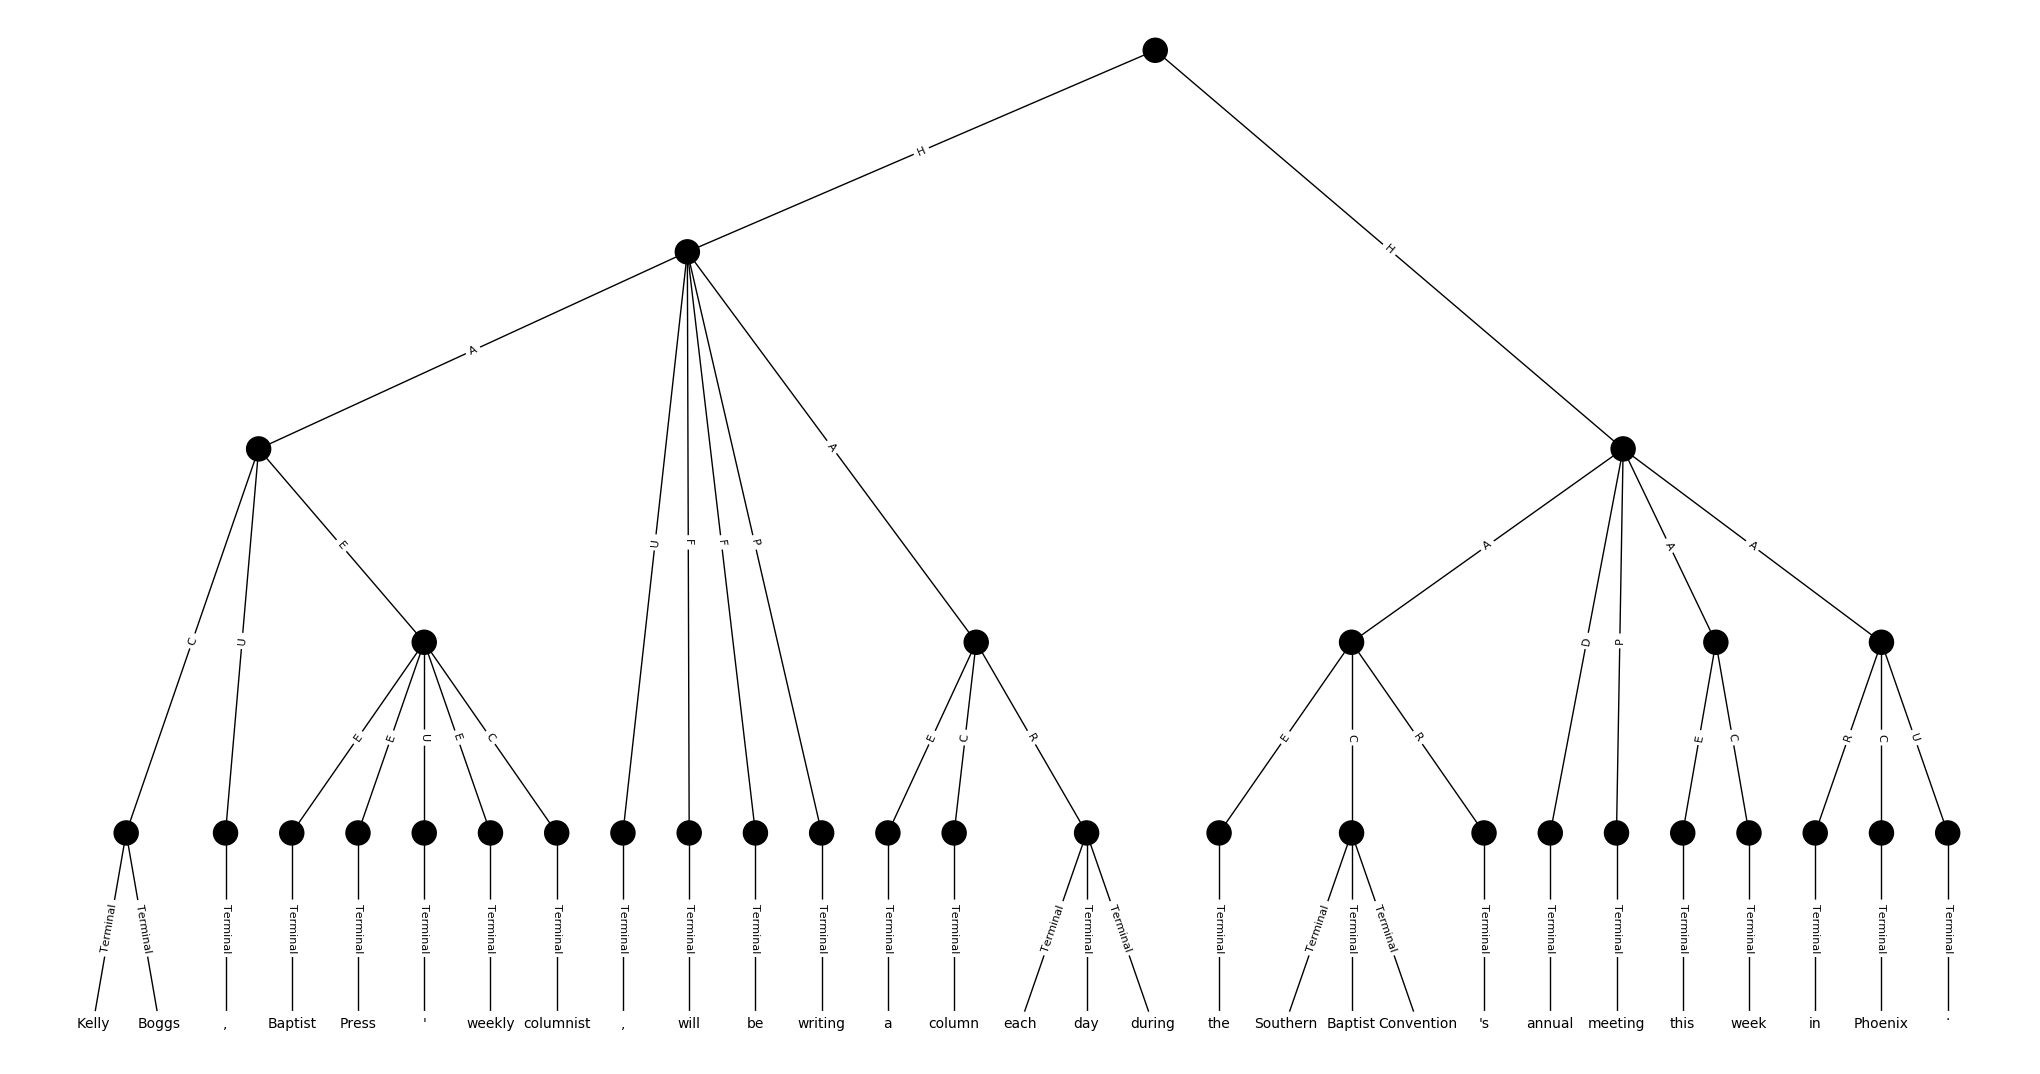 H
H
A
A
C
U
E
U
F
F
P
A
D
P
A
A
E
E
U
E
C
E
C
R
E
C
R
E
C
R
C
U
Terminal Terminal Terminal Terminal Terminal Terminal Terminal Terminal Terminal Terminal Terminal Terminal Terminal Terminal Terminal Terminal Terminal Terminal Terminal Terminal Terminal Terminal Terminal Terminal Terminal Terminal Terminal Terminal Terminal
Kelly Boggs , Baptist Press ' weekly columnist , will be writing a column each day during the Southern Baptist Convention 's annual meeting this week in Phoenix .